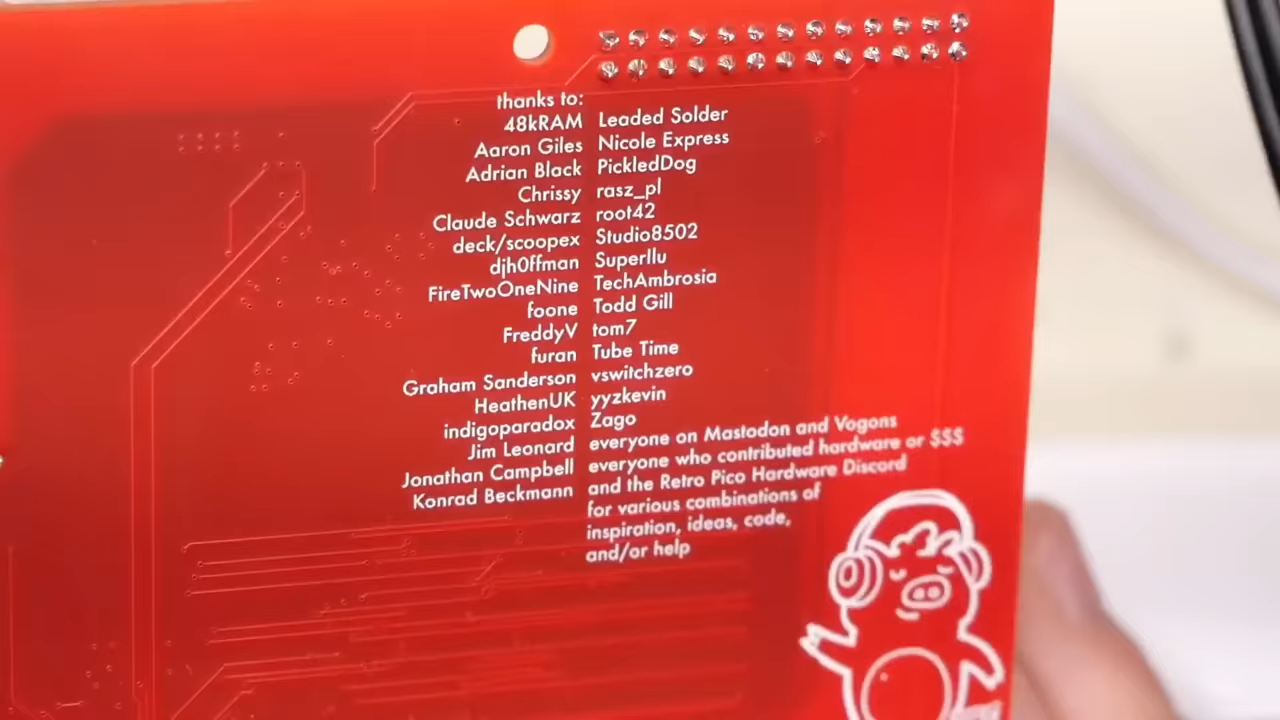 thanks to:
48kRAM
Aaron Giles
Adrian Black
Chrissy
Claude Schwarz
deck/scoopex
djh0ffman
FireTwoOneNine
foone
FreddyV
furan
Graham Sanderson
HeathenUK
indigoparadox
Jim Leonard
Jonathan Campbell
Konrad Beckmann
Leaded Solder
Nicole Express
PickledDog
rasz_pl
root42
Studio8502
SuperIlu
TechAmbrosia
Todd Gill
tom7
Tube Time
vswitchzero
yyzkevin
Zago
everyone on Mastodon and Vogons
everyone who contributed hardware or $$$
and the Retro Pico Hardware Discord
for various combinations of
inspiration, ideas, code,
and/or help